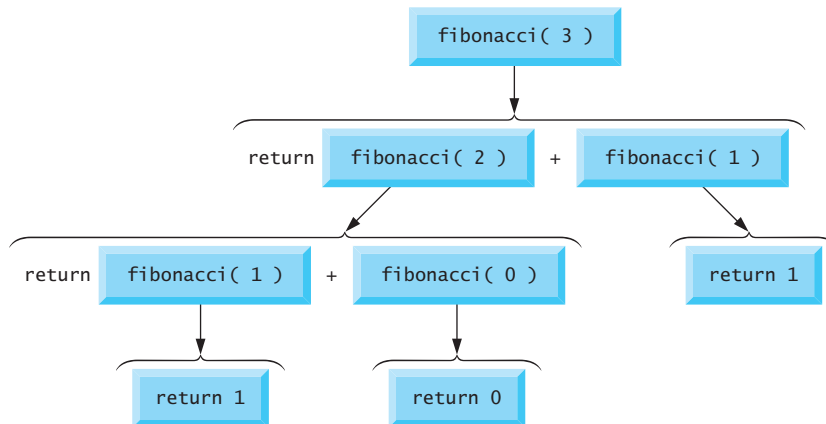 fibonacci( 3 )
return fibonacci( 2 ) + fibonacci( 1 )
return fibonacci( 1 ) + fibonacci( 0 ) return 1
return 1 return 0